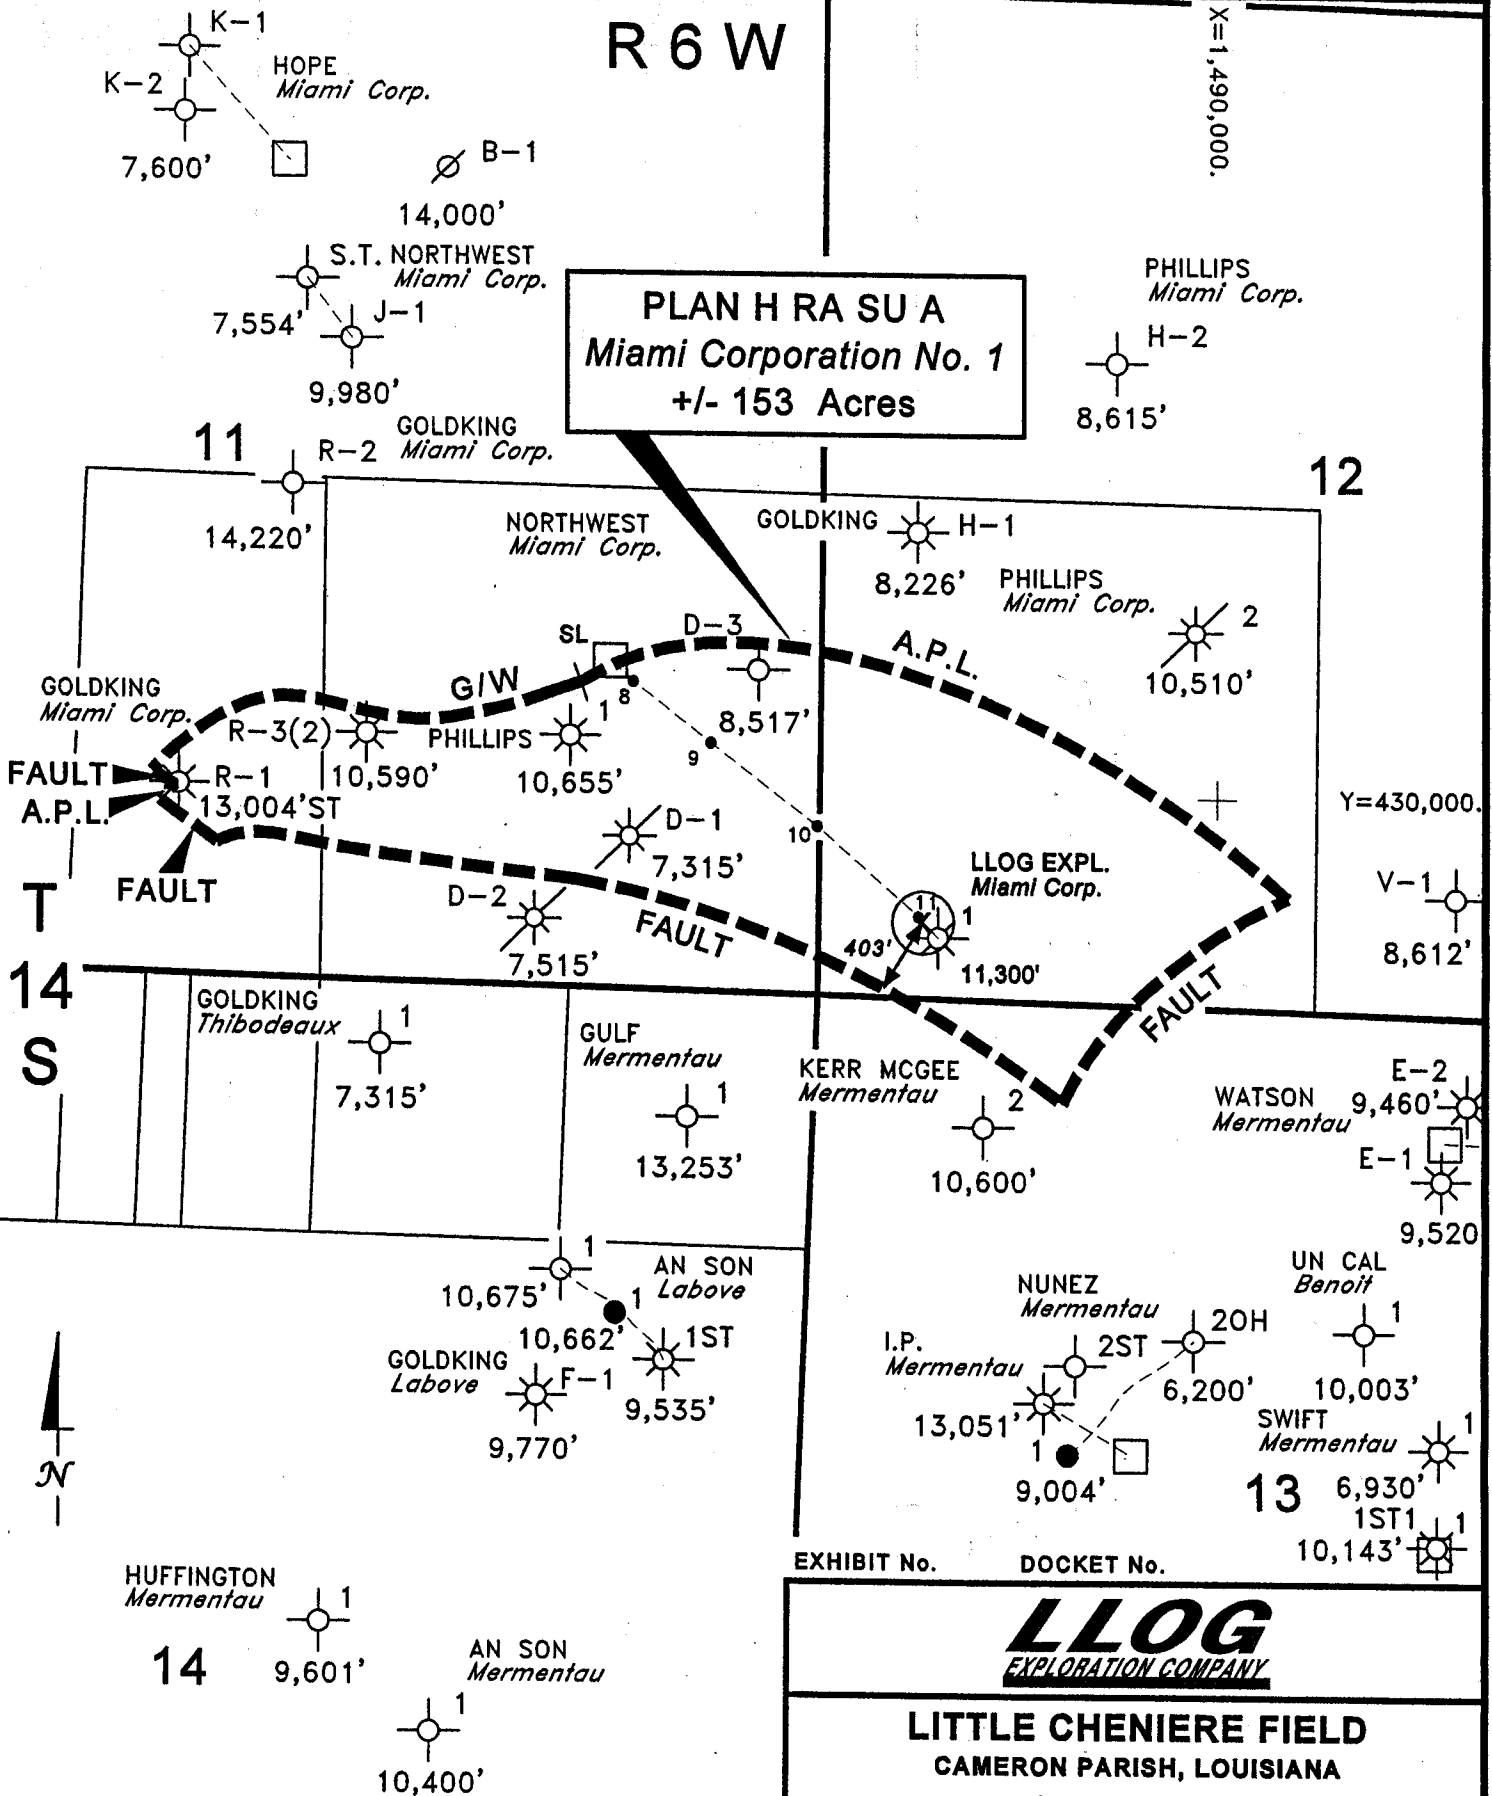 R 6 W
X=1,490,000.
K-1
HOPE
Miami Corp.
K-2
7,600'
B-1
14,000'
S.T. NORTHWEST
Miami Corp.
7,554'
J-1
9,980'
PLAN H RA SU A
Miami Corporation No. 1
+/- 153 Acres
PHILLIPS
Miami Corp.
H-2
8,615'
11
GOLDKING
R-2 Miami Corp.
14,220'
12
NORTHWEST
Miami Corp.
GOLDKING
H-1
8,226'
PHILLIPS
Miami Corp.
2
10,510'
SL
D-3
A.P.L.
G/W
8
8,517'
GOLDKING
Miami Corp.
R-3(2)
10,590'
PHILLIPS
1
10,655'
9
FAULT
R-1
A.P.L.
13,004'ST
Y=430,000.
10
D-1
7,315'
LLOG EXPL.
Miami Corp.
FAULT
T
D-2
7,515'
FAULT
11
1
403'
11,300'
V-1
8,612'
14
FAULT
S
GOLDKING
Thibodeaux
1
7,315'
GULF
Mermentau
1
13,253'
KERR MCGEE
Mermentau
2
10,600'
WATSON
Mermentau
E-2
9,460'
E-1
9,520
1
10,675'
AN SON
Labove
1
10,662'
1ST
9,535'
GOLDKING
Labove
F-1
9,770'
UN CAL
Benoit
1
10,003'
NUNEZ
Mermentau
2OH
6,200'
I.P.
Mermentau
2ST
13,051'
1
9,004'
SWIFT
Mermentau
1
6,930'
13
1ST1
1
10,143'
N
EXHIBIT No. DOCKET No.
HUFFINGTON
Mermentau
1
9,601'
14
AN SON
Mermentau
1
10,400'
LLOG
EXPLORATION COMPANY
LITTLE CHENIERE FIELD
CAMERON PARISH, LOUISIANA